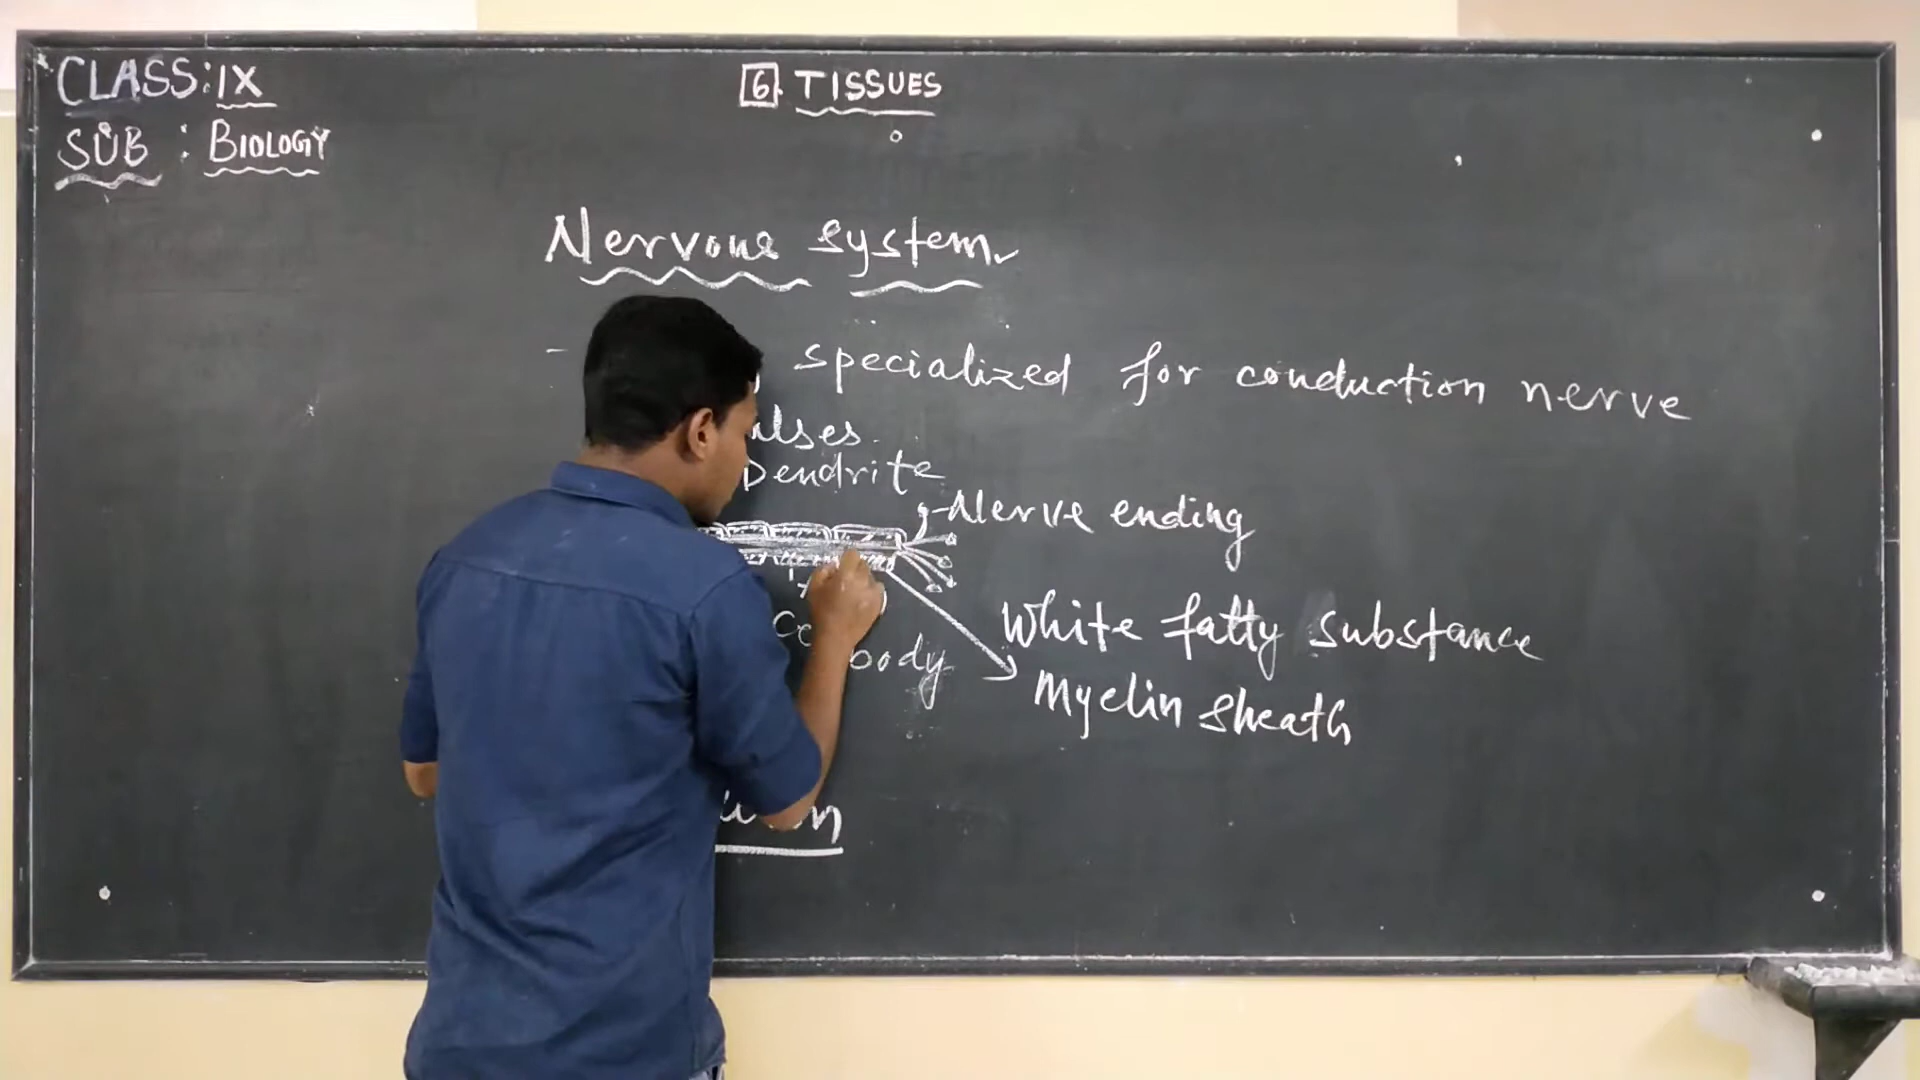 CLASS: IX
6. TISSUES
SUB : BIOLOGY
Nervous system
- specialized for conduction nerve
Dendrite
Nerve ending
White fatty substance
body
Myelin sheath